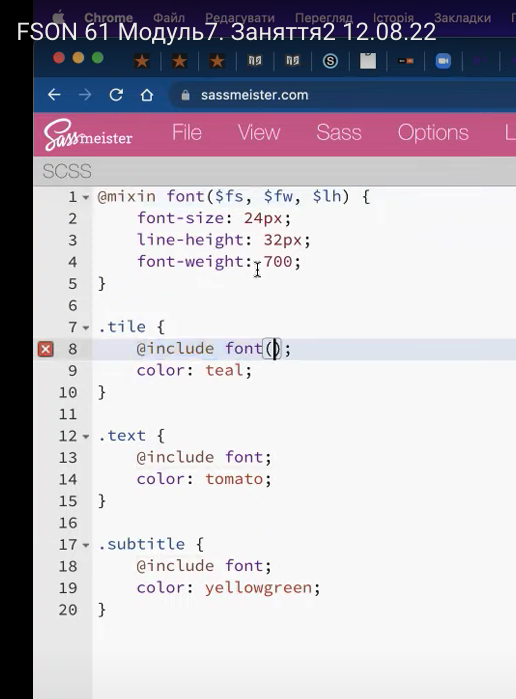 Chrome Файл Редагувати Перегляд Історія Закладки
FSON 61 Модуль7. Заняття2 12.08.22
sassmeister.com
Sassmeister File View Sass Options L
SCSS
1 @mixin font($fs, $fw, $lh) {
2 font-size: 24px;
3 line-height: 32px;
4 font-weight: 700;
5 }
6
7 .tile {
8 @include font();
9 color: teal;
10 }
11
12 .text {
13 @include font;
14 color: tomato;
15 }
16
17 .subtitle {
18 @include font;
19 color: yellowgreen;
20 }